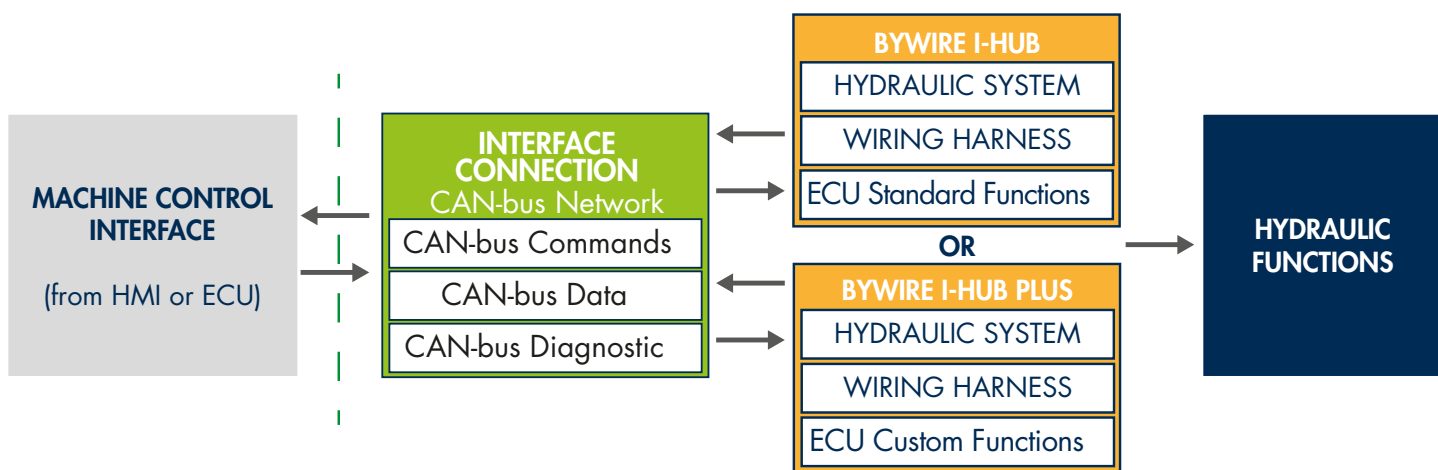 MACHINE CONTROL
INTERFACE
(from HMI or ECU)
INTERFACE
CONNECTION
CAN-bus Network
CAN-bus Commands
CAN-bus Data
CAN-bus Diagnostic
BYWIRE I-HUB
HYDRAULIC SYSTEM
WIRING HARNESS
ECU Standard Functions
OR
BYWIRE I-HUB PLUS
HYDRAULIC SYSTEM
WIRING HARNESS
ECU Custom Functions
HYDRAULIC
FUNCTIONS